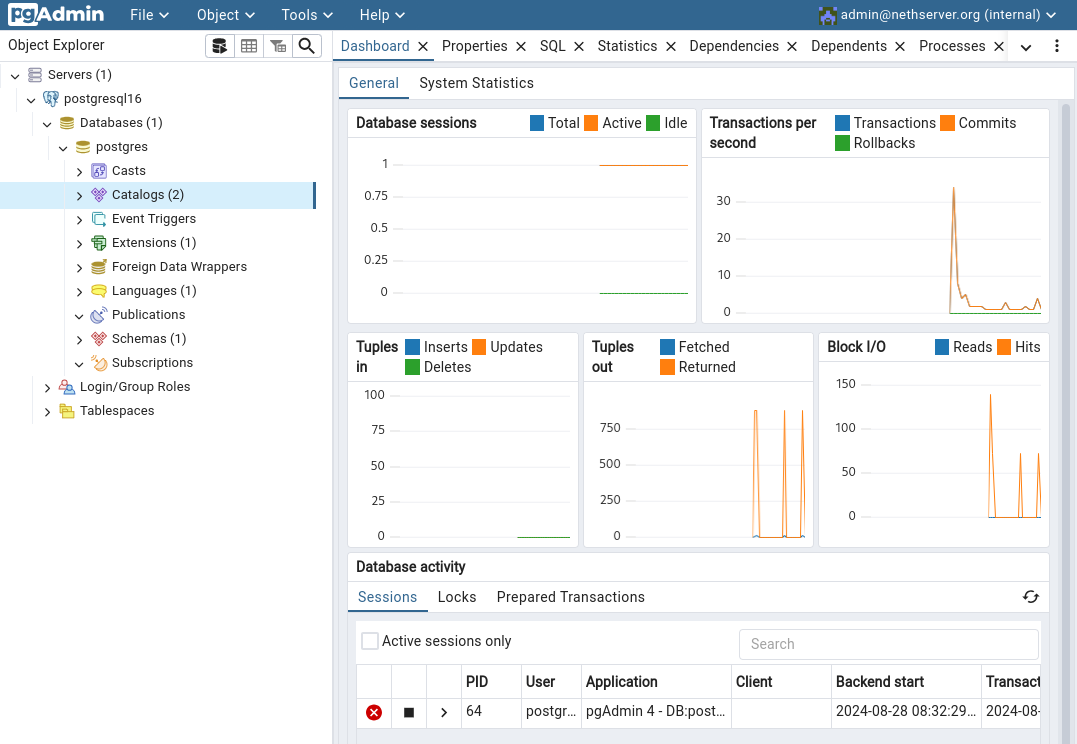 pgAdmin File Object Tools Help admin@nethserver.org (internal)
Object Explorer
Dashboard Properties SQL Statistics Dependencies Dependents Processes
Servers (1)
postgresql16
Databases (1)
postgres
Casts
Catalogs (2)
Event Triggers
Extensions (1)
Foreign Data Wrappers
Languages (1)
Publications
Schemas (1)
Subscriptions
Login/Group Roles
Tablespaces
General System Statistics
Database sessions Total Active Idle
1
0.75
0.5
0.25
0
Transactions per second Transactions Commits
Rollbacks
30
20
10
0
Tuples in Inserts Updates
Deletes
100
75
50
25
0
Tuples out Fetched
Returned
750
500
250
0
Block I/O Reads Hits
150
100
50
0
Database activity
Sessions Locks Prepared Transactions
Active sessions only Search
PID User Application Client Backend start Transact
64 postgr... pgAdmin 4 - DB:post... 2024-08-28 08:32:29... 2024-08-